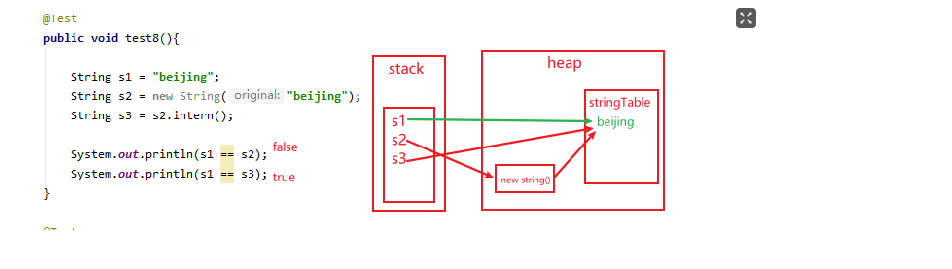 @Test
public void test8(){
String s1 = "beijing";
String s2 = new String( original: "beijing");
String s3 = s2.intern();
System.out.println(s1 == s2); false
System.out.println(s1 == s3); true
}
stack
s1
s2
s3
heap
stringTable
beijing
new string()